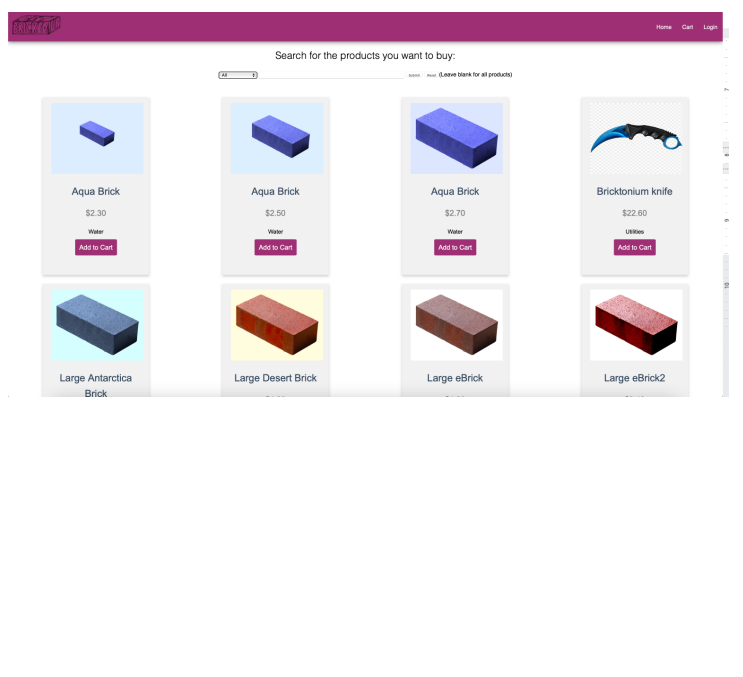 Home Cart Login
Search for the products you want to buy:
All Submit Reset (Leave blank for all products)
Aqua Brick
$2.30
Water
Add to Cart
Aqua Brick
$2.50
Water
Add to Cart
Aqua Brick
$2.70
Water
Add to Cart
Bricktonium knife
$22.60
Utilities
Add to Cart
Large Antarctica
Brick
Large Desert Brick
Large eBrick
Large eBrick2